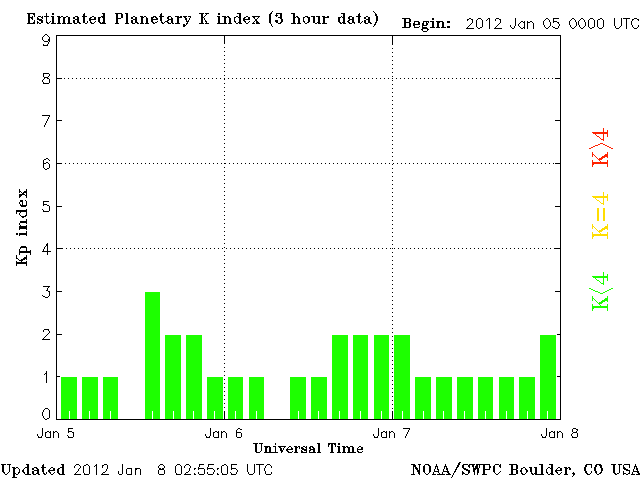 Estimated Planetary K index (3 hour data) Begin: 2012 Jan 05 0000 UTC
9
8
7
6
5
4
3
2
1
0
Kp index
K>4
K=4
K<4
Jan 5 Jan 6 Jan 7 Jan 8
Universal Time
Updated 2012 Jan 8 02:55:05 UTC NOAA/SWPC Boulder, CO USA